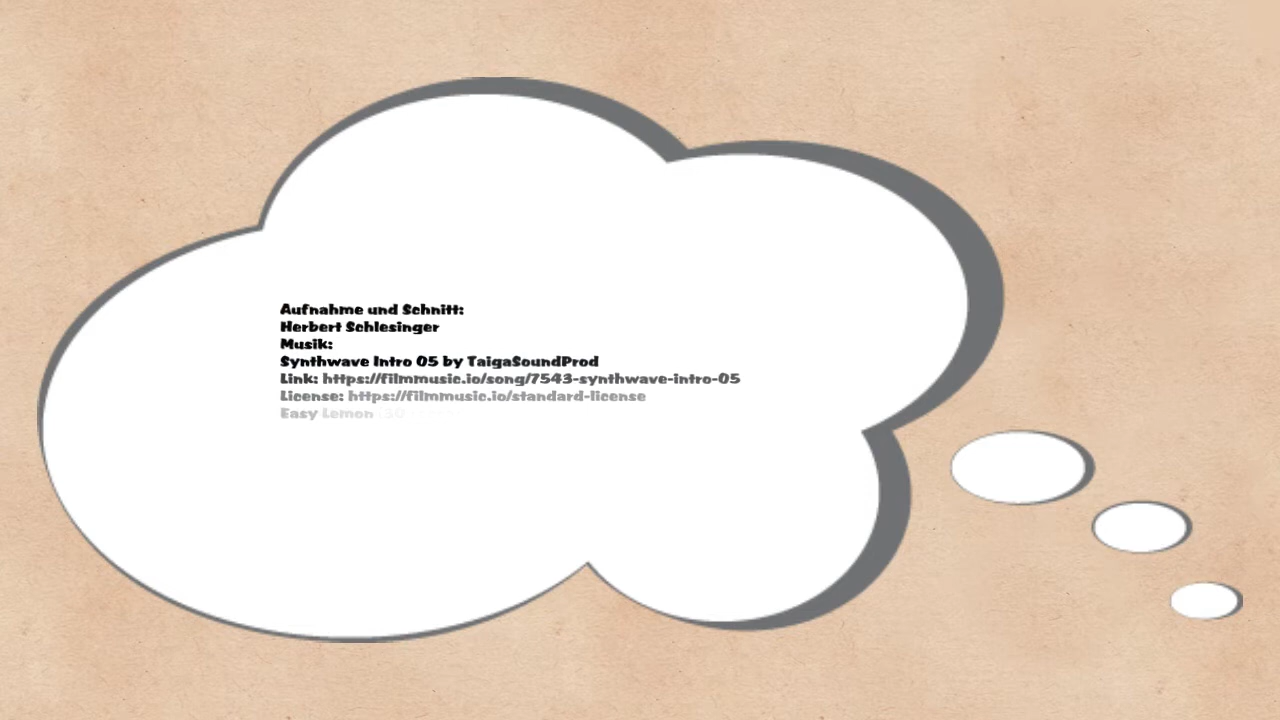 Aufnahme und Schnitt:
Herbert Schlesinger
Musik:
Synthwave Intro 05 by TaigaSoundProd
Link: https://filmmusic.io/song/7543-synthwave-intro-05
License: https://filmmusic.io/standard-license
Easy Lemon (30